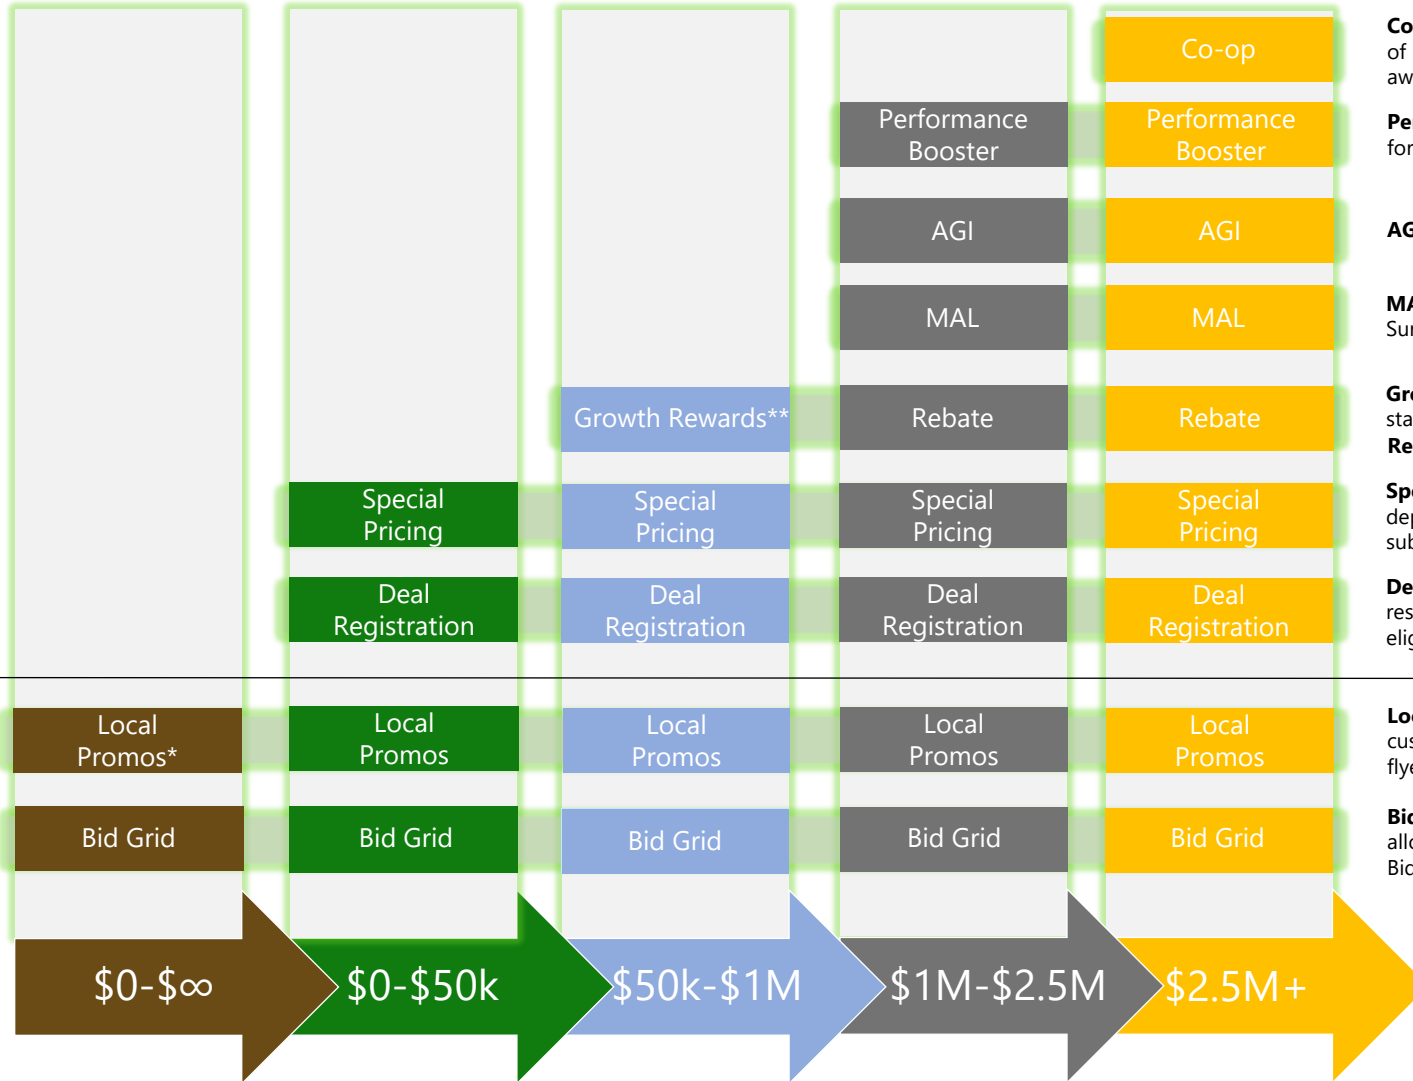 Co-op
Performance
Booster
Performance
Booster
AGI
AGI
MAL
MAL
Growth Rewards**
Rebate
Rebate
Special
Pricing
Special
Pricing
Special
Pricing
Special
Pricing
Deal
Registration
Deal
Registration
Deal
Registration
Deal
Registration
Local
Promos*
Local
Promos
Local
Promos
Local
Promos
Local
Promos
Bid Grid
Bid Grid
Bid Grid
Bid Grid
Bid Grid
$0-$∞
$0-$50k
$50k-$1M
$1M-$2.5M
$2.5M+
of
for